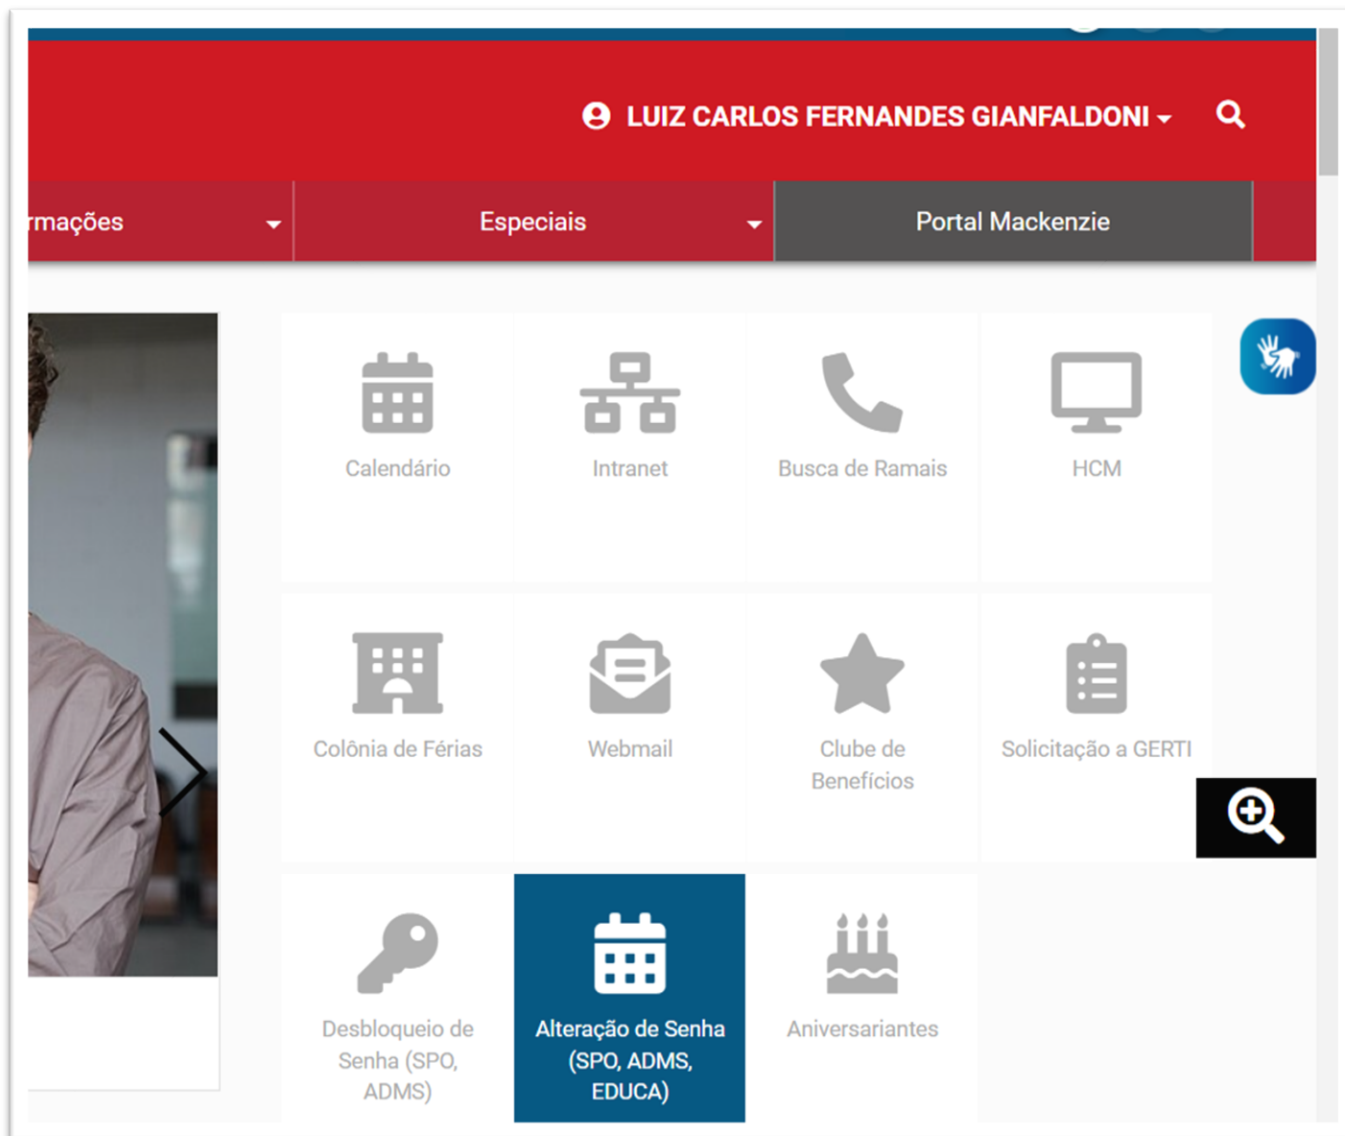 LUIZ CARLOS FERNANDES GIANFALDONI
rmações
Especiais
Portal Mackenzie
Calendário
Intranet
Busca de Ramais
HCM
Colônia de Férias
Webmail
Clube de
Benefícios
Solicitação a GERTI
Desbloqueio de
Senha (SPO,
ADMS)
Alteração de Senha
(SPO, ADMS,
EDUCA)
Aniversariantes